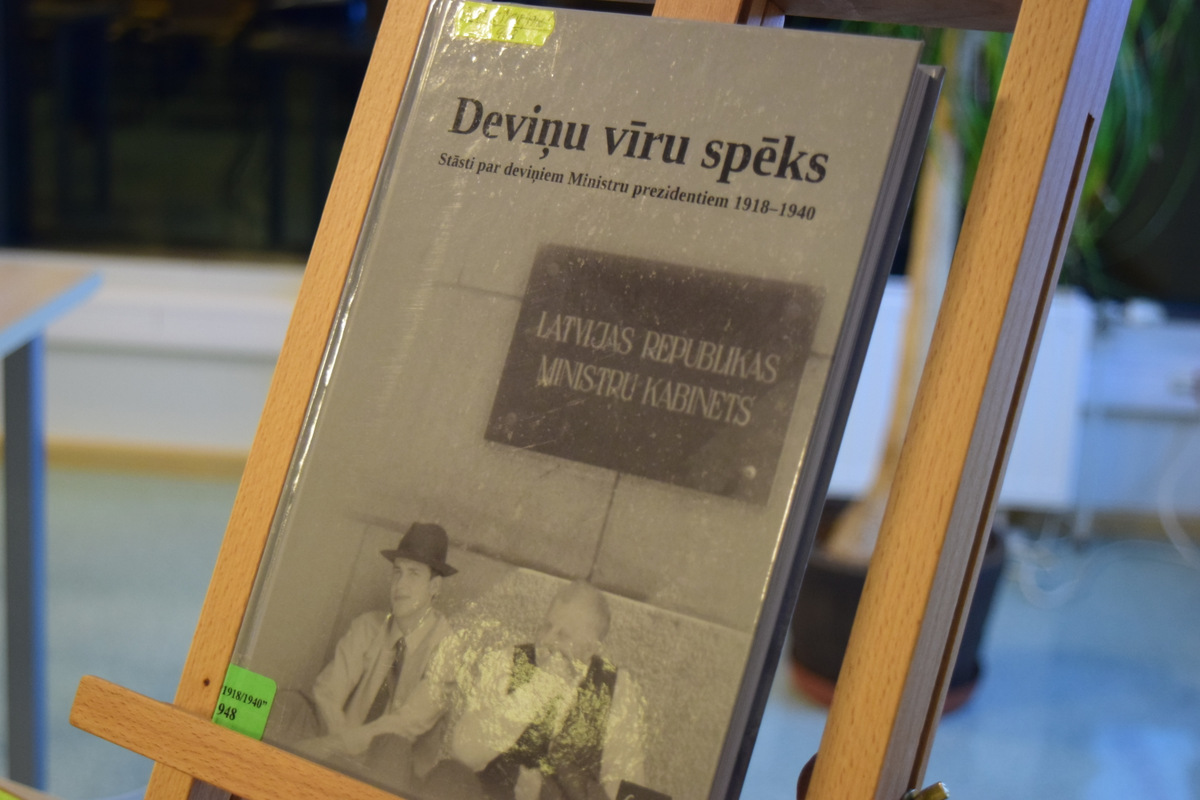 Deviņu vīru spēks
Stāsti par deviņiem Ministru prezidentiem 1918–1940
LATVIJAS REPUBLIKAS
MINISTRU KABINETS
"1918/1940"
948